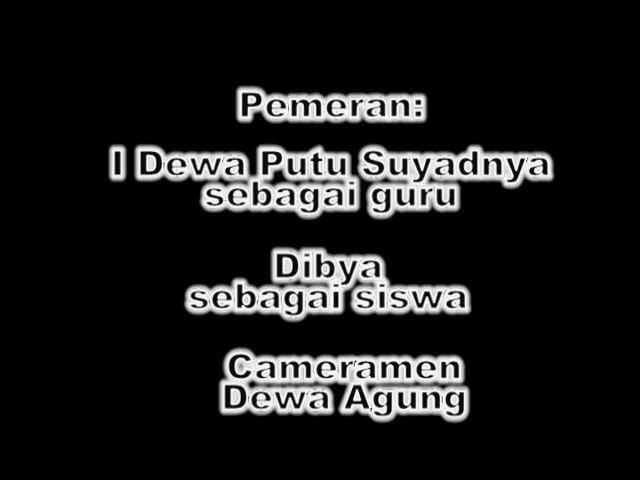 Pemeran:
I Dewa Putu Suyadnya
sebagai guru
Dibya
sebagai siswa
Cameramen
Dewa Agung